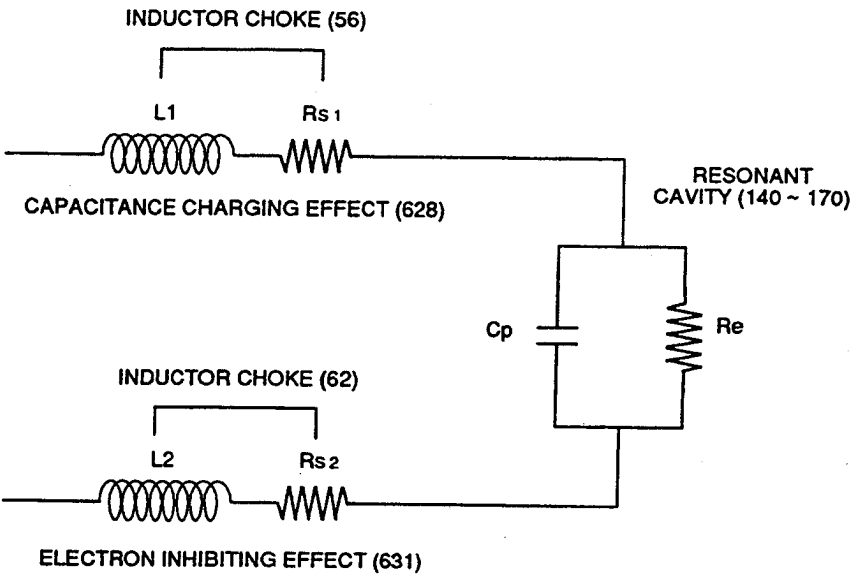 INDUCTOR CHOKE (56)
L1
Rs1
CAPACITANCE CHARGING EFFECT (628)
RESONANT
CAVITY (140 ~ 170)
Cp
Re
INDUCTOR CHOKE (62)
L2
Rs2
ELECTRON INHIBITING EFFECT (631)